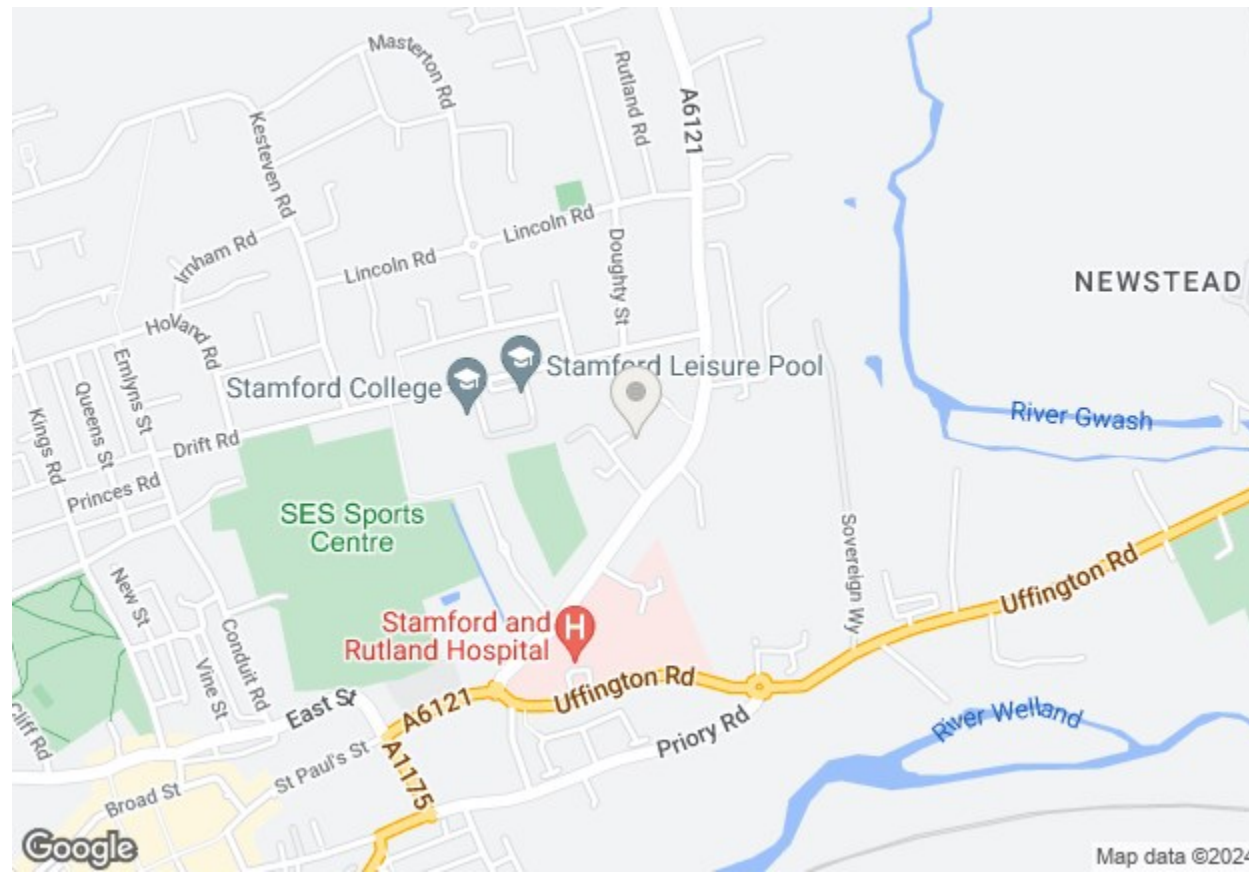 Masterton Rd
Rutland Rd
A6121
Kesteven Rd
Lincoln Rd
Irnham Rd
Lincoln Rd
Doughty St
NEWSTEAD
Holland Rd
Emlyns St
Queens St
Kings Rd
Stamford College
Stamford Leisure Pool
River Gwash
Drift Rd
Princes Rd
SES Sports
Centre
Sovereign Wy
Uffington Rd
New St
Vine St
Conduit Rd
Stamford and
Rutland Hospital
H
Cliff Rd
East St
A6121
Uffington Rd
Priory Rd
River Welland
St Paul's St
A1175
Broad St
Google
Map data ©2024